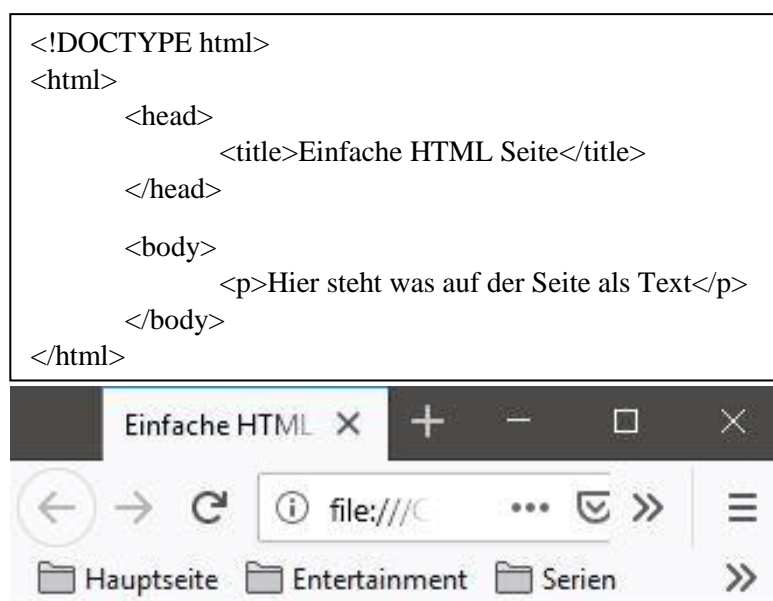 <!DOCTYPE html>
<html>
<head>
<title>Einfache HTML Seite</title>
</head>
<body>
<p>Hier steht was auf der Seite als Text</p>
</body>
</html>
Einfache HTML
file:///C
Hauptseite Entertainment Serien